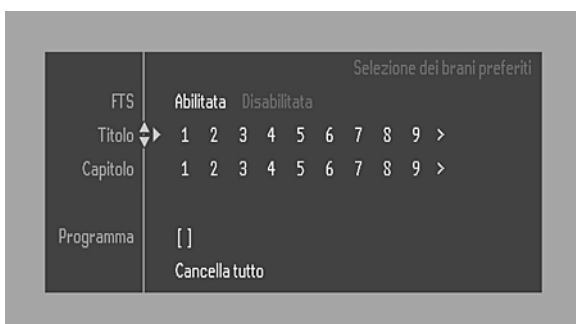 Selezione dei brani preferiti
FTS Abilitata Disabilitata
Titolo 1 2 3 4 5 6 7 8 9 >
Capitolo 1 2 3 4 5 6 7 8 9 >
Programma [ ]
Cancella tutto